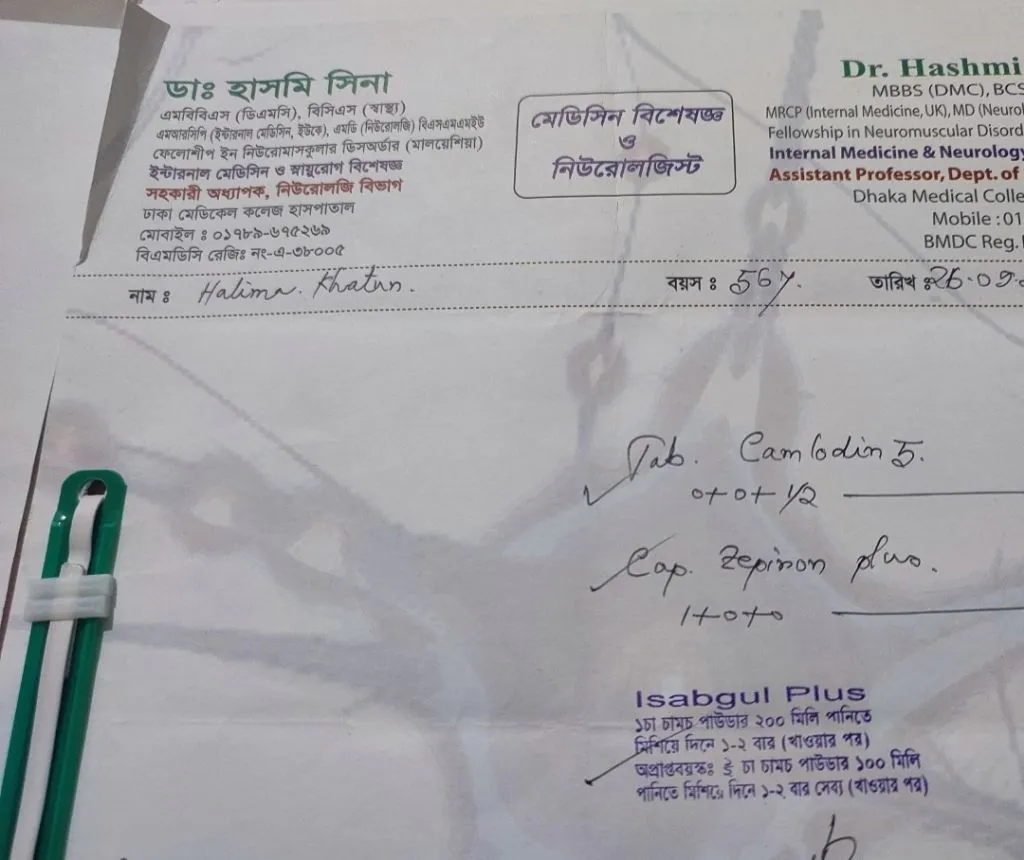 ডাঃ হাসমি সিনা
এমবিবিএস (ডিএমসি), বিসিএস (স্বাস্থ্য)
এমআরসিপি (ইন্টারনাল মেডিসিন, ইউকে), এমডি (নিউরোলজি) বিএসএমএমইউ
ফেলোশীপ ইন নিউরোমাসকুলার ডিসঅর্ডার (মালয়েশিয়া)
ইন্টারনাল মেডিসিন ও স্নায়ুরোগ বিশেষজ্ঞ
সহকারী অধ্যাপক, নিউরোলজি বিভাগ
ঢাকা মেডিকেল কলেজ হাসপাতাল
মোবাইল ঃ ০১৭৮৯-৬৭৫২৬৯
বিএমডিসি রেজিঃ নং-এ-৩৮০০৫
মেডিসিন বিশেষজ্ঞ
ও
নিউরোলজিস্ট
Dr. Hashmi
MBBS (DMC), BCS
MRCP (Internal Medicine, UK), MD (Neurol
Fellowship in Neuromuscular Disord
Internal Medicine & Neurology
Assistant Professor, Dept. of
Dhaka Medical Colle
Mobile : 01
BMDC Reg.
নাম ঃ Halima Khatun. বয়স ঃ 56y. তারিখ ঃ 26.09.
Tab. Camlodin 5.
0+0+1/2
Cap. Zepinon plus.
1+0+0
Isabgul Plus
১টা চামচ পাউডার ২০০ মিলি পানিতে
মিশিয়ে দিনে ১-২ বার (খাওয়ার পর)
অপ্রাপ্তবয়স্কঃ ই চা চামচ পাউডার ১০০ মিলি
পানিতে মিশিয়ে দিনে ১-২ বার সেব্য (খাওয়ার পর)